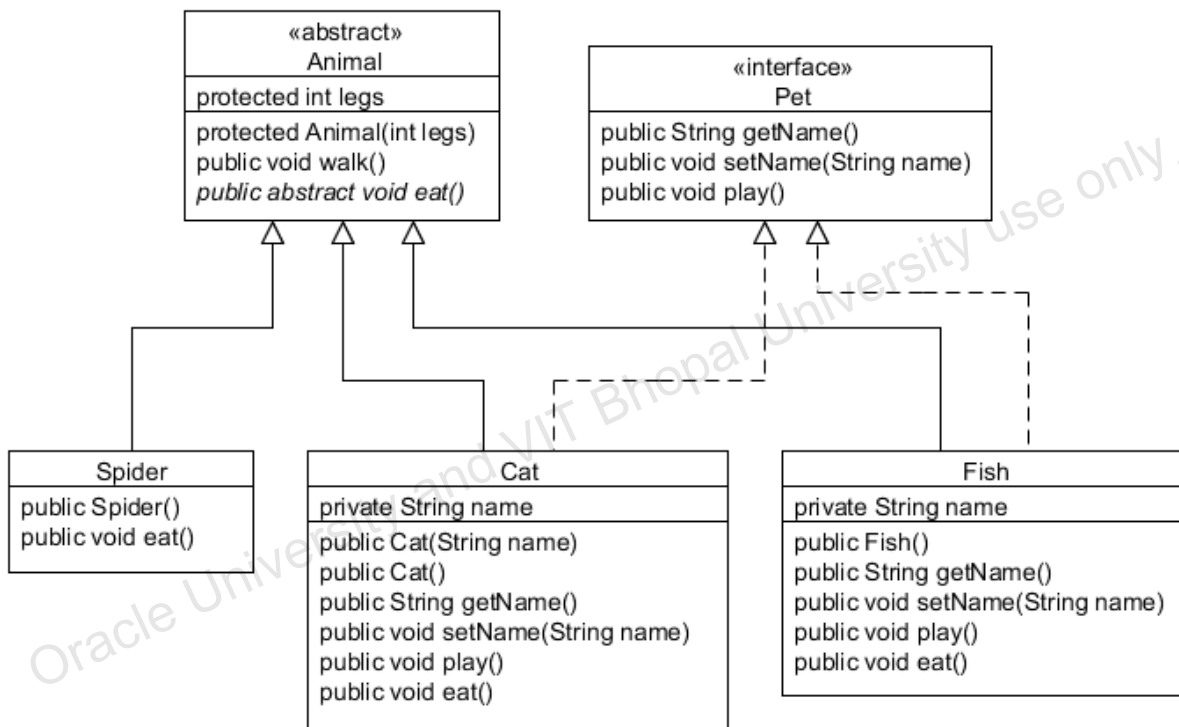 «abstract»
Animal
protected int legs
protected Animal(int legs)
public void walk()
public abstract void eat()
«interface»
Pet
public String getName()
public void setName(String name)
public void play()
Spider
public Spider()
public void eat()
Cat
private String name
public Cat(String name)
public Cat()
public String getName()
public void setName(String name)
public void play()
public void eat()
Fish
private String name
public Fish()
public String getName()
public void setName(String name)
public void play()
public void eat()
Oracle University and VIT Bhopal University use only